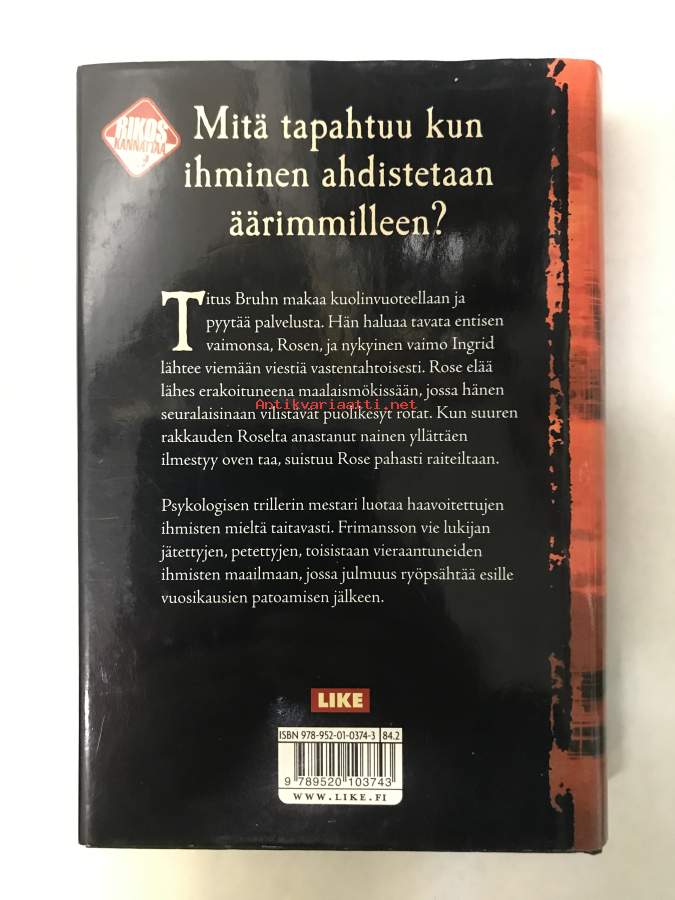 RIKOS
KANNATTAA
Mitä tapahtuu kun
ihminen ahdistetaan
äärimmilleen?
Titus Bruhn makaa kuolinvuoteellaan ja
pyytää palvelusta. Hän haluaa tavata entisen
vaimonsa, Rosen, ja nykyinen vaimo Ingrid
lähtee viemään viestiä vastentahtoisesti. Rose elää
lähes erakoituneena maalaismökissään, jossa hänen
seuralaisinaan vilistävät puolikesyt rotat. Kun suuren
Antikvariaatti.net
rakkauden Roselta anastanut nainen yllättäen
ilmestyy oven taa, suistuu Rose pahasti raiteiltaan.
Psykologisen trillerin mestari luotaa haavoitettujen
ihmisten mieltä taitavasti. Frimansson vie lukijan
jätettyjen, petettyjen, toisistaan vieraantuneiden
ihmisten maailmaan, jossa julmuus ryöpsähtää esille
vuosikausien patoamisen jälkeen.
LIKE
ISBN 978-952-01-0374-3 84.2
9 789520 103743
WWW.LIKE.FI